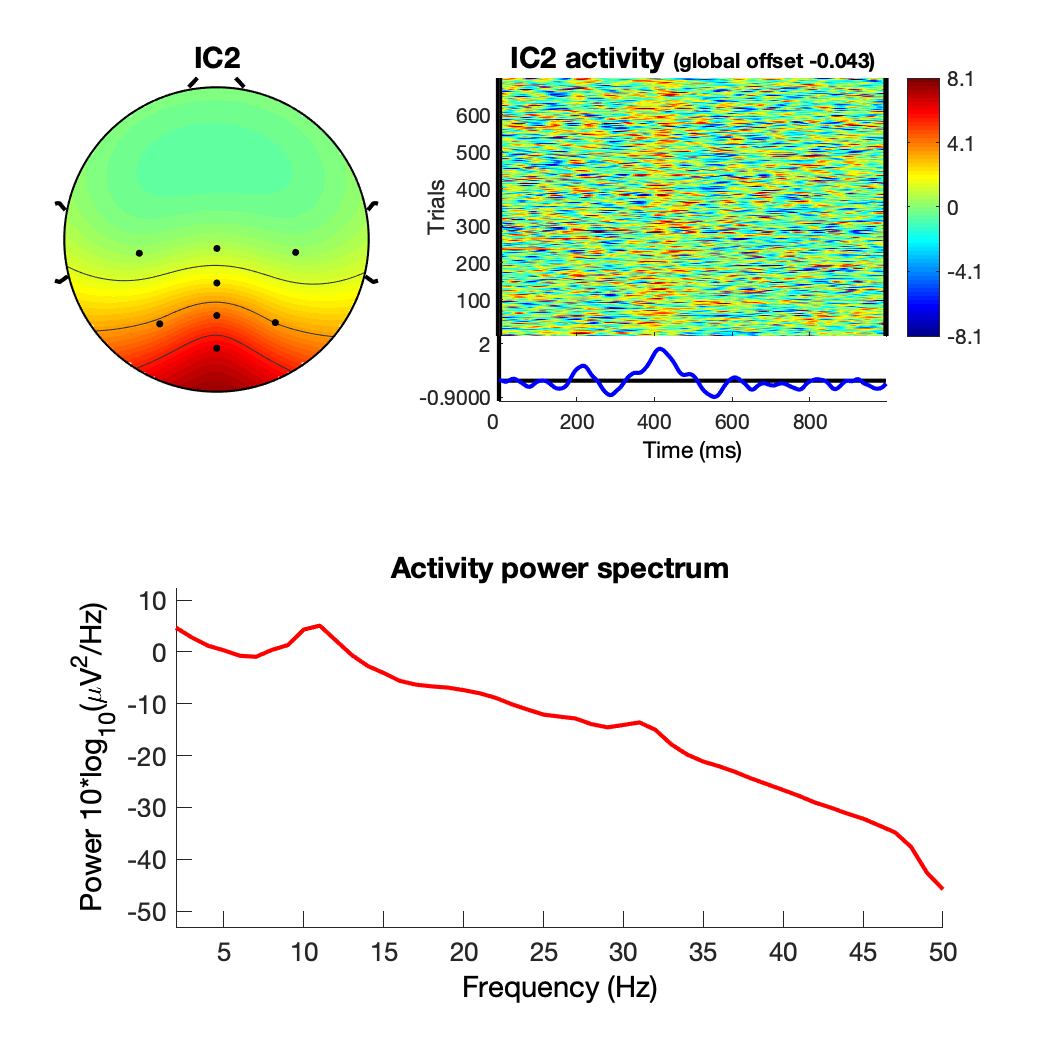 IC2
IC2 activity (global offset -0.043)
Trials
600
500
400
300
200
100
8.1
4.1
0
-4.1
-8.1
2
-0.9000
0 200 400 600 800
Time (ms)
Activity power spectrum
Power 10*log10(μV2/Hz)
10
0
-10
-20
-30
-40
-50
5 10 15 20 25 30 35 40 45 50
Frequency (Hz)